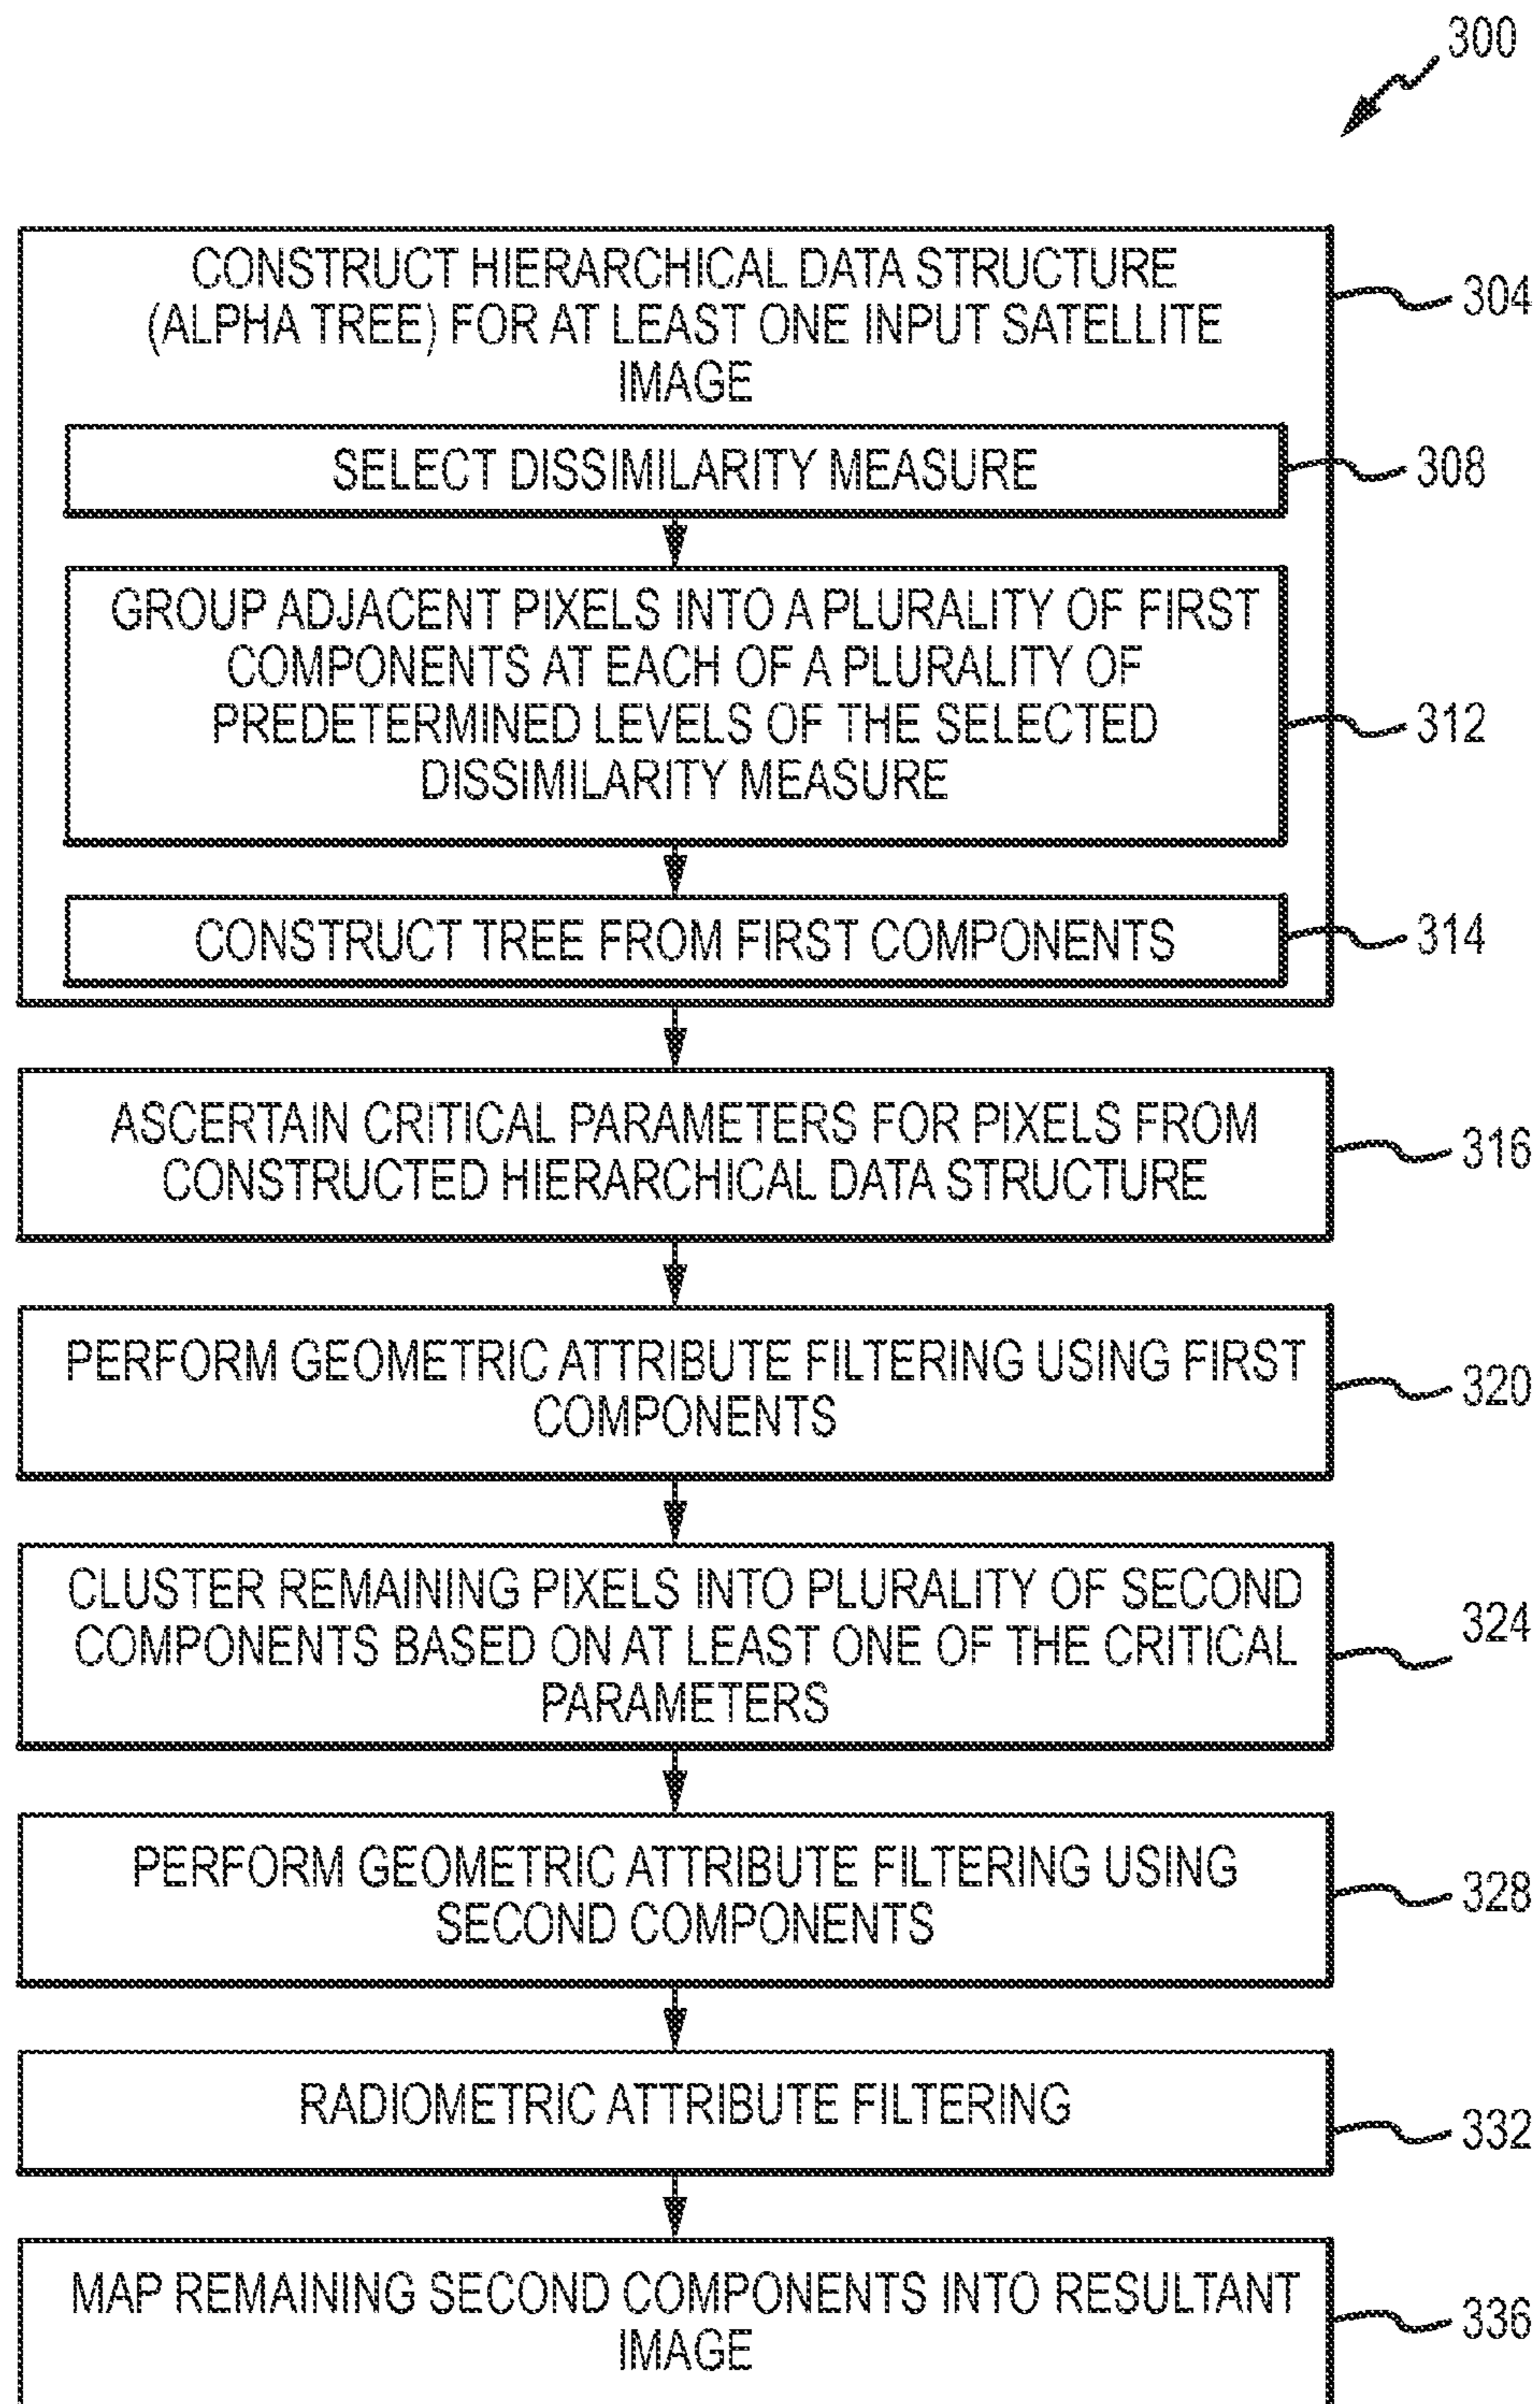 300
CONSTRUCT HIERARCHICAL DATA STRUCTURE
(ALPHA TREE) FOR AT LEAST ONE INPUT SATELLITE
IMAGE
304
SELECT DISSIMILARITY MEASURE
308
GROUP ADJACENT PIXELS INTO A PLURALITY OF FIRST
COMPONENTS AT EACH OF A PLURALITY OF
PREDETERMINED LEVELS OF THE SELECTED
DISSIMILARITY MEASURE
312
CONSTRUCT TREE FROM FIRST COMPONENTS
314
ASCERTAIN CRITICAL PARAMETERS FOR PIXELS FROM
CONSTRUCTED HIERARCHICAL DATA STRUCTURE
316
PERFORM GEOMETRIC ATTRIBUTE FILTERING USING FIRST
COMPONENTS
320
CLUSTER REMAINING PIXELS INTO PLURALITY OF SECOND
COMPONENTS BASED ON AT LEAST ONE OF THE CRITICAL
PARAMETERS
324
PERFORM GEOMETRIC ATTRIBUTE FILTERING USING
SECOND COMPONENTS
328
RADIOMETRIC ATTRIBUTE FILTERING
332
MAP REMAINING SECOND COMPONENTS INTO RESULTANT
IMAGE
336